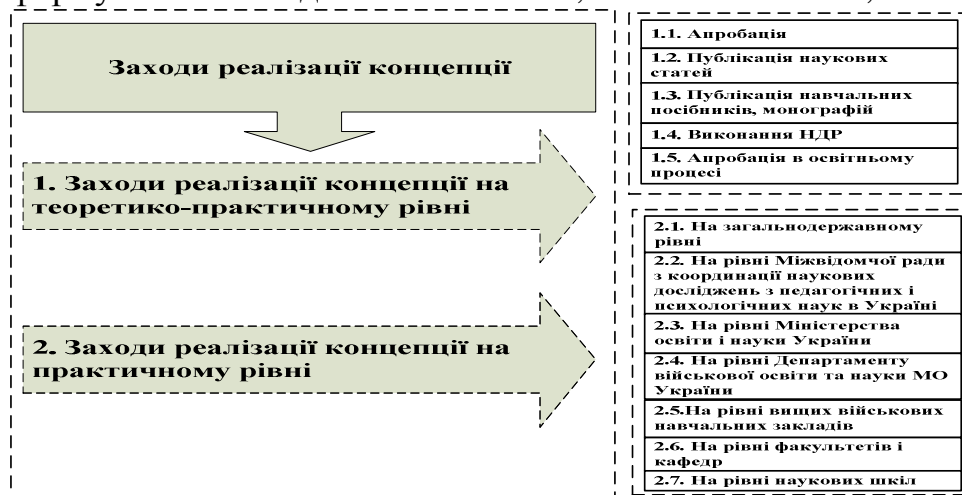 Заходи реалізації концепції
1. Заходи реалізації концепції на
теоретико-практичному рівні
2. Заходи реалізації концепції на
практичному рівні
1.1. Апробація
1.2. Публікація наукових
статей
1.3. Публікація навчальних
посібників, монографій
1.4. Виконання НДР
1.5. Апробація в освітньому
процесі
2.1. На загальнодержавному
рівні
2.2. На рівні Міжвідомчої ради
з координації наукових
досліджень з педагогічних і
психологічних наук в Україні
2.3. На рівні Міністерства
освіти і науки України
2.4. На рівні Департаменту
військової освіти та науки МО
України
2.5.На рівні вищих військових
навчальних закладів
2.6. На рівні факультетів і
кафедр
2.7. На рівні наукових шкіл